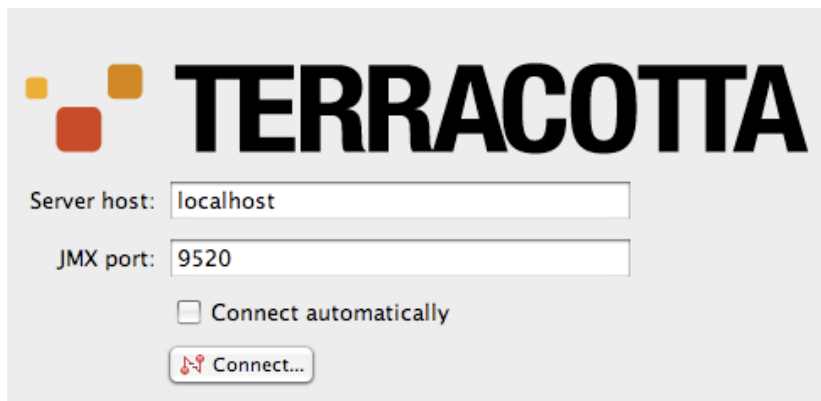 TERRACOTTA
Server host: localhost
JMX port: 9520
Connect automatically
Connect...